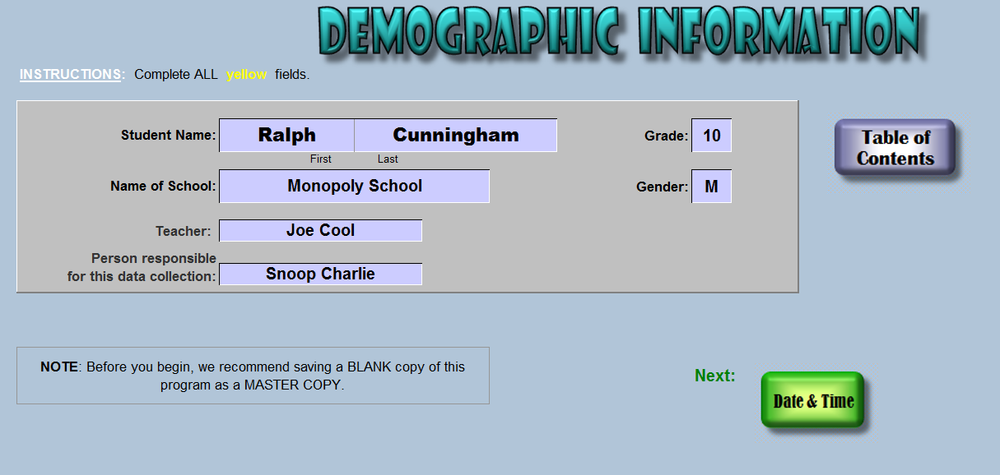 DEMOGRAPHIC INFORMATION
INSTRUCTIONS: Complete ALL yellow fields.
Student Name: Ralph Cunningham Grade: 10
First Last
Name of School: Monopoly School Gender: M
Teacher: Joe Cool
Person responsible
for this data collection: Snoop Charlie
Table of
Contents
NOTE: Before you begin, we recommend saving a BLANK copy of this
program as a MASTER COPY.
Next:
Date & Time